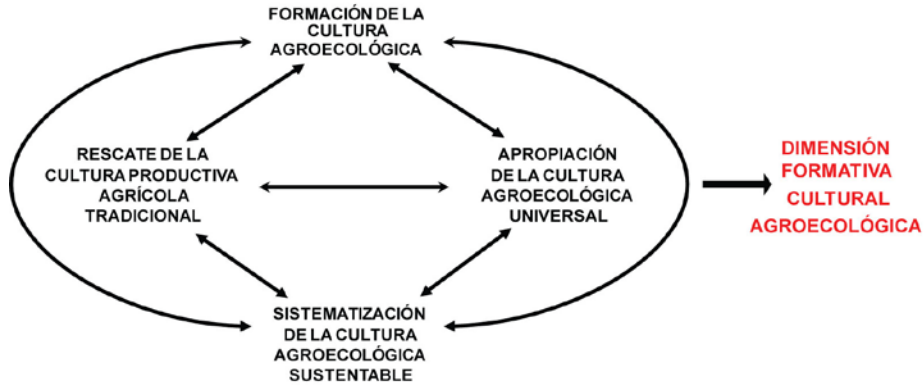 FORMACIÓN DE LA
CULTURA
AGROECOLÓGICA
RESCATE DE LA
CULTURA PRODUCTIVA
AGRÍCOLA
TRADICIONAL
APROPIACIÓN
DE LA CULTURA
AGROECOLÓGICA
UNIVERSAL
SISTEMATIZACIÓN
DE LA CULTURA
AGROECOLÓGICA
SUSTENTABLE
DIMENSIÓN
FORMATIVA
CULTURAL
AGROECOLÓGICA